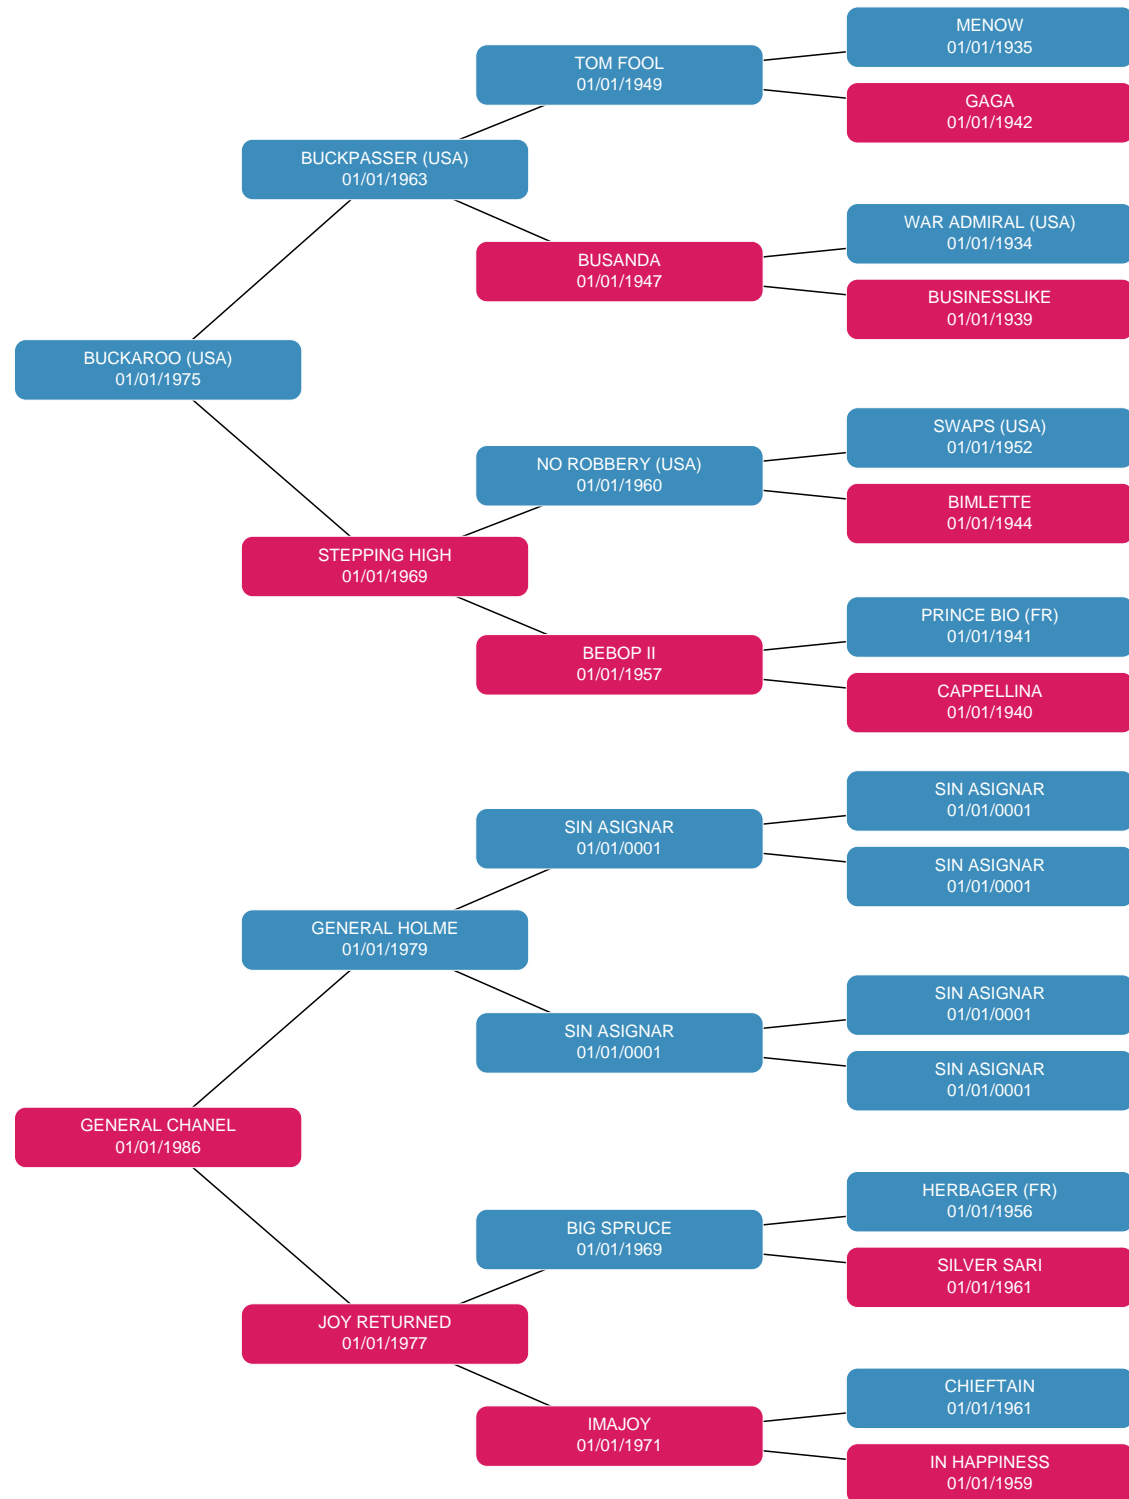 MENOW
01/01/1935
TOM FOOL
01/01/1949
GAGA
01/01/1942
BUCKPASSER (USA)
01/01/1963
WAR ADMIRAL (USA)
01/01/1934
BUSANDA
01/01/1947
BUSINESSLIKE
01/01/1939
BUCKAROO (USA)
01/01/1975
SWAPS (USA)
01/01/1952
NO ROBBERY (USA)
01/01/1960
BIMLETTE
01/01/1944
STEPPING HIGH
01/01/1969
PRINCE BIO (FR)
01/01/1941
BEBOP II
01/01/1957
CAPPELLINA
01/01/1940
SIN ASIGNAR
01/01/0001
SIN ASIGNAR
01/01/0001
SIN ASIGNAR
01/01/0001
GENERAL HOLME
01/01/1979
SIN ASIGNAR
01/01/0001
SIN ASIGNAR
01/01/0001
SIN ASIGNAR
01/01/0001
GENERAL CHANEL
01/01/1986
HERBAGER (FR)
01/01/1956
BIG SPRUCE
01/01/1969
SILVER SARI
01/01/1961
JOY RETURNED
01/01/1977
CHIEFTAIN
01/01/1961
IMAJOY
01/01/1971
IN HAPPINESS
01/01/1959